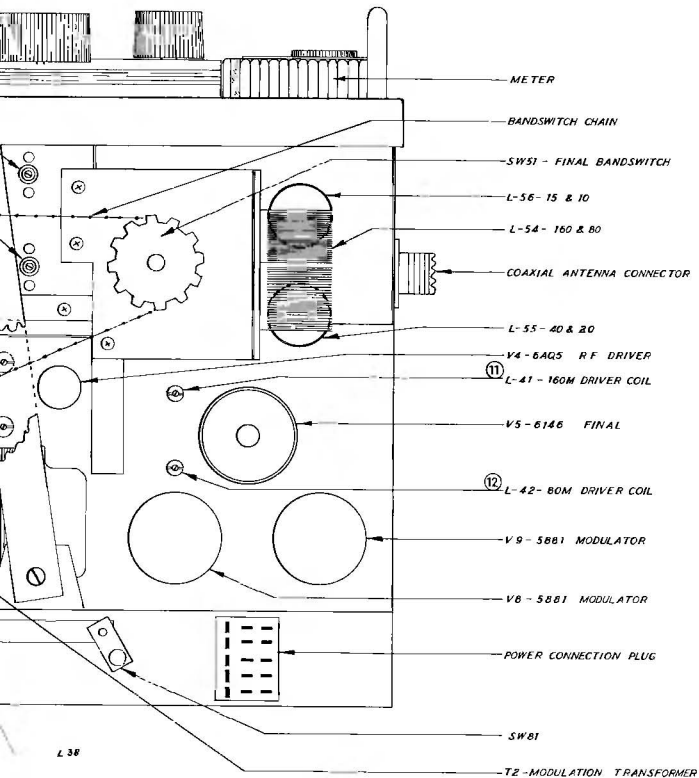 METER
BANDSWITCH CHAIN
SW51 - FINAL BANDSWITCH
L-56- 15 & 10
L-54- 160 & 80
COAXIAL ANTENNA CONNECTOR
L-55-40 & 20
V4-6AQ5 RF DRIVER
11 L-41-160M DRIVER COIL
V5-6146 FINAL
12 L-42-80M DRIVER COIL
V9-5881 MODULATOR
V8-5881 MODULATOR
POWER CONNECTION PLUG
SW81
L 38
T2-MODULATION TRANSFORMER